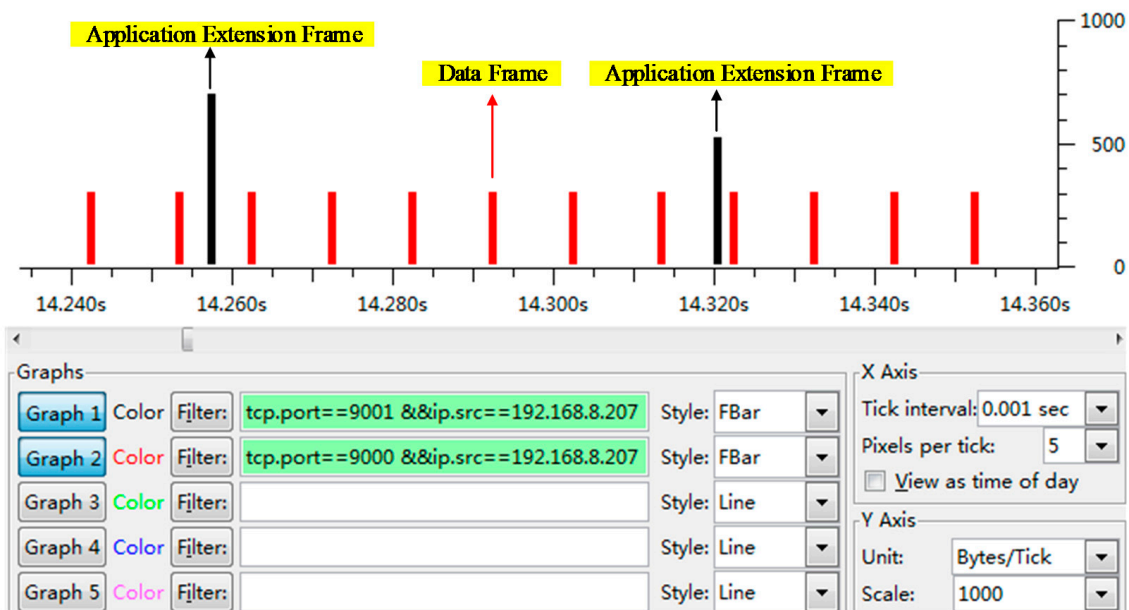 Application Extension Frame
Data Frame
Application Extension Frame
1000
500
0
14.240s 14.260s 14.280s 14.300s 14.320s 14.340s 14.360s
Graphs
Graph 1 Color Filter: tcp.port==9001 &&ip.src==192.168.8.207 Style: FBar
Graph 2 Color Filter: tcp.port==9000 &&ip.src==192.168.8.207 Style: FBar
Graph 3 Color Filter: Style: Line
Graph 4 Color Filter: Style: Line
Graph 5 Color Filter: Style: Line
X Axis
Tick interval: 0.001 sec
Pixels per tick: 5
View as time of day
Y Axis
Unit: Bytes/Tick
Scale: 1000